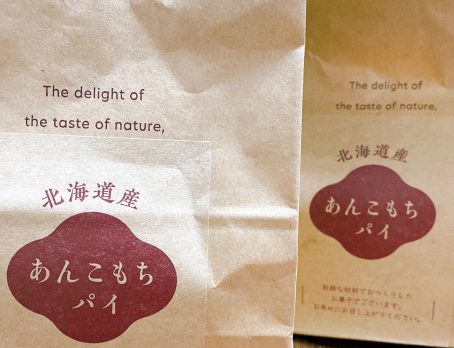 The delight of
the taste of nature,
北海道産
あんこもち
パイ
The delight of
the taste of nature,
北海道産
あんこもち
パイ
新鮮な材料でおつくりした
お菓子でございます。
お早めにお召し上がりください。